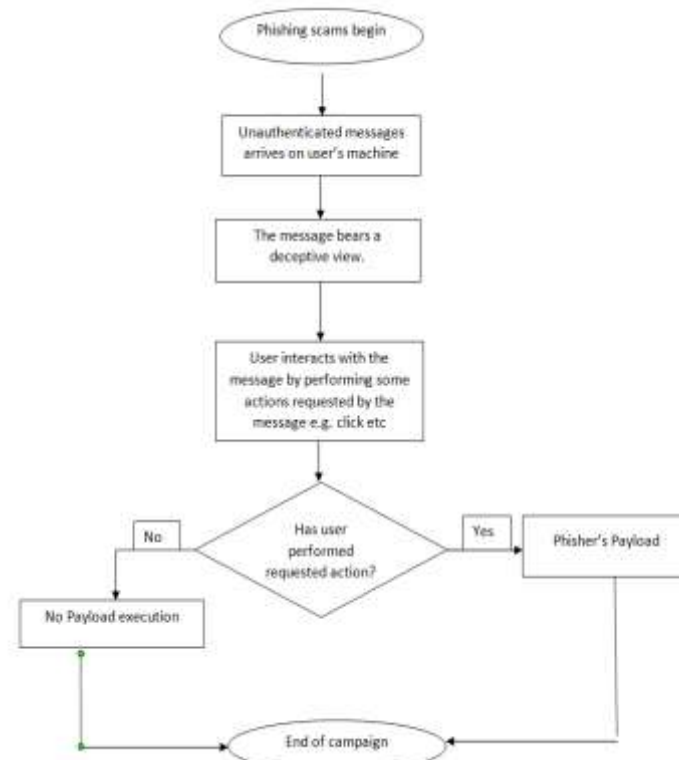 Phishing scams begin
Unauthenticated messages
arrives on user's machine
The message bears a
deceptive view.
User interacts with the
message by performing some
actions requested by the
message e.g. click etc
Has user
performed
requested action?
No
Yes
Phisher's Payload
No Payload execution
End of campaign